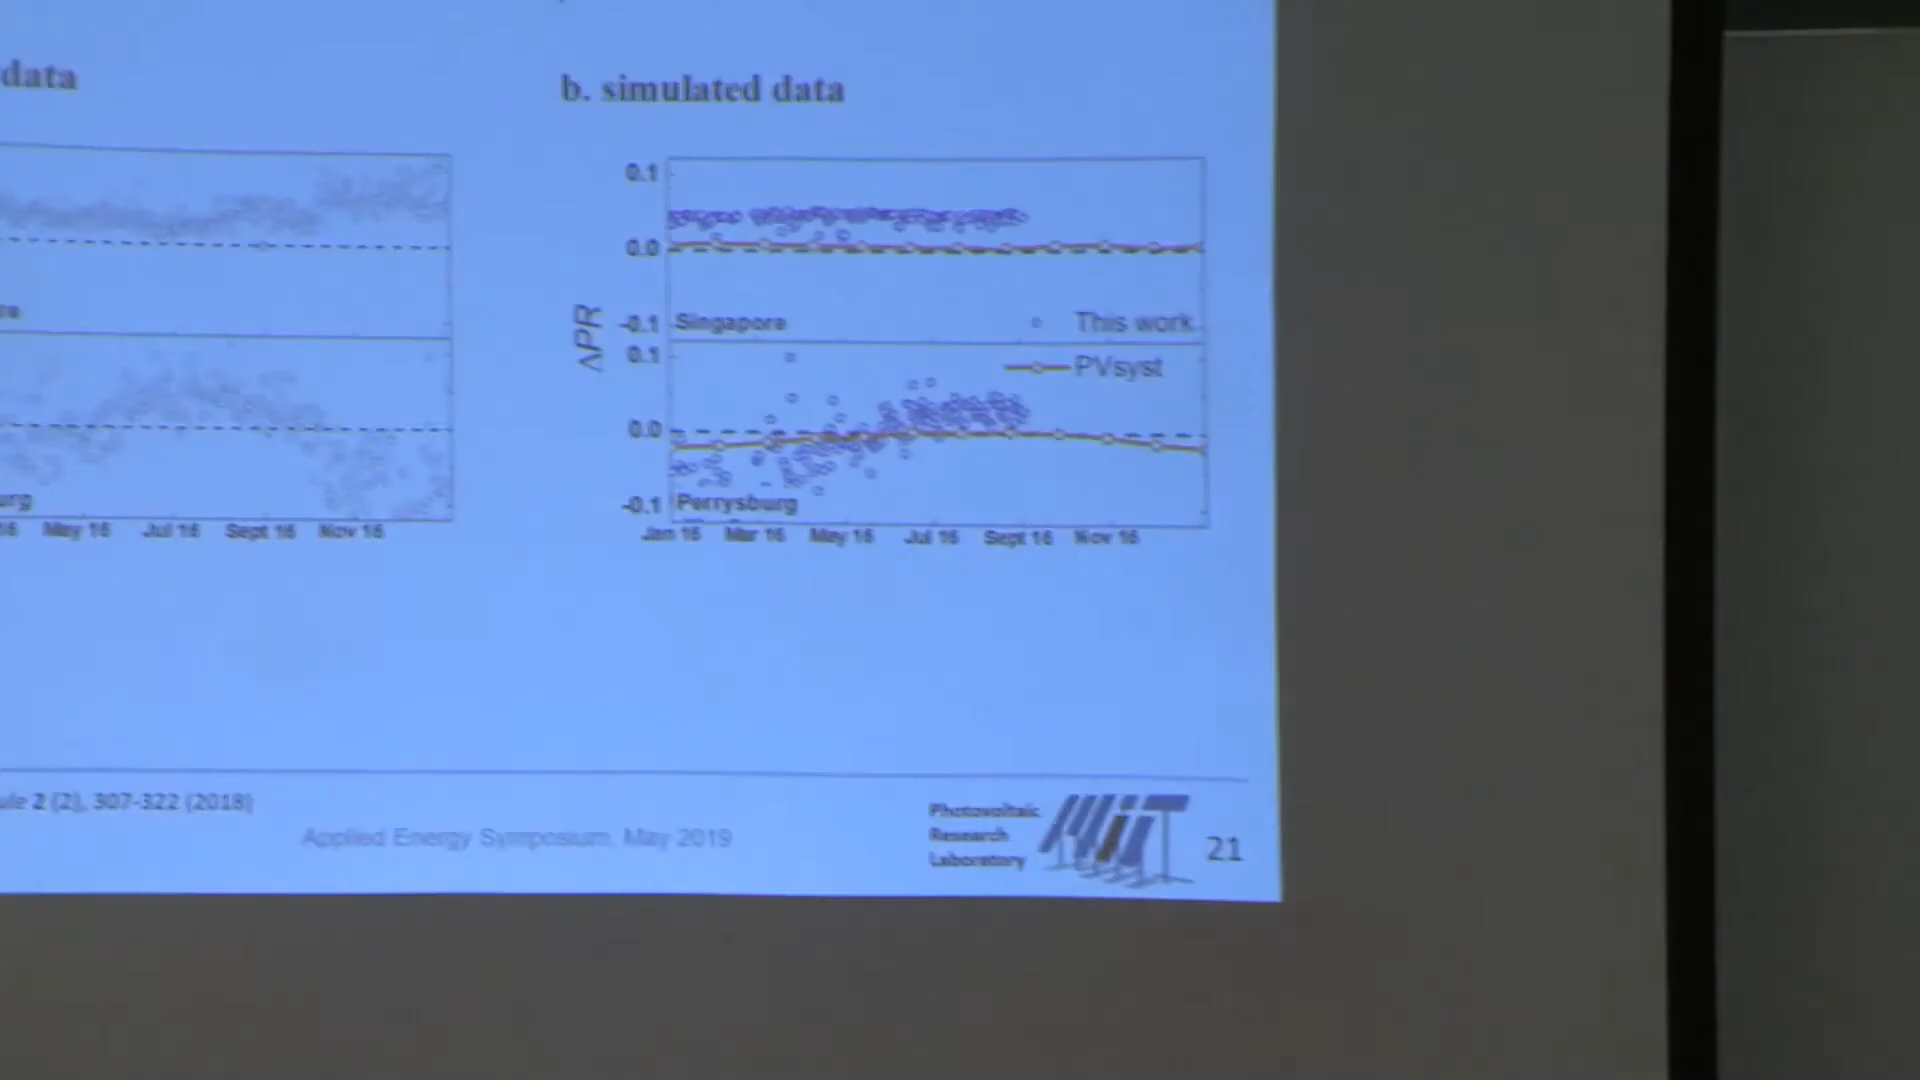 data
b. simulated data
0.1
0.0
-0.1
Singapore
This work
ΔPR
0.1
PVsyst
0.0
-0.1
Perrysburg
May 16 Jul 16 Sept 16 Nov 16
Jan 16 Mar 16 May 16 Jul 16 Sept 16 Nov 16
2 (2), 307-322 (2018)
Applied Energy Symposium, May 2019
Photovoltaic
Research
Laboratory
MIT
21